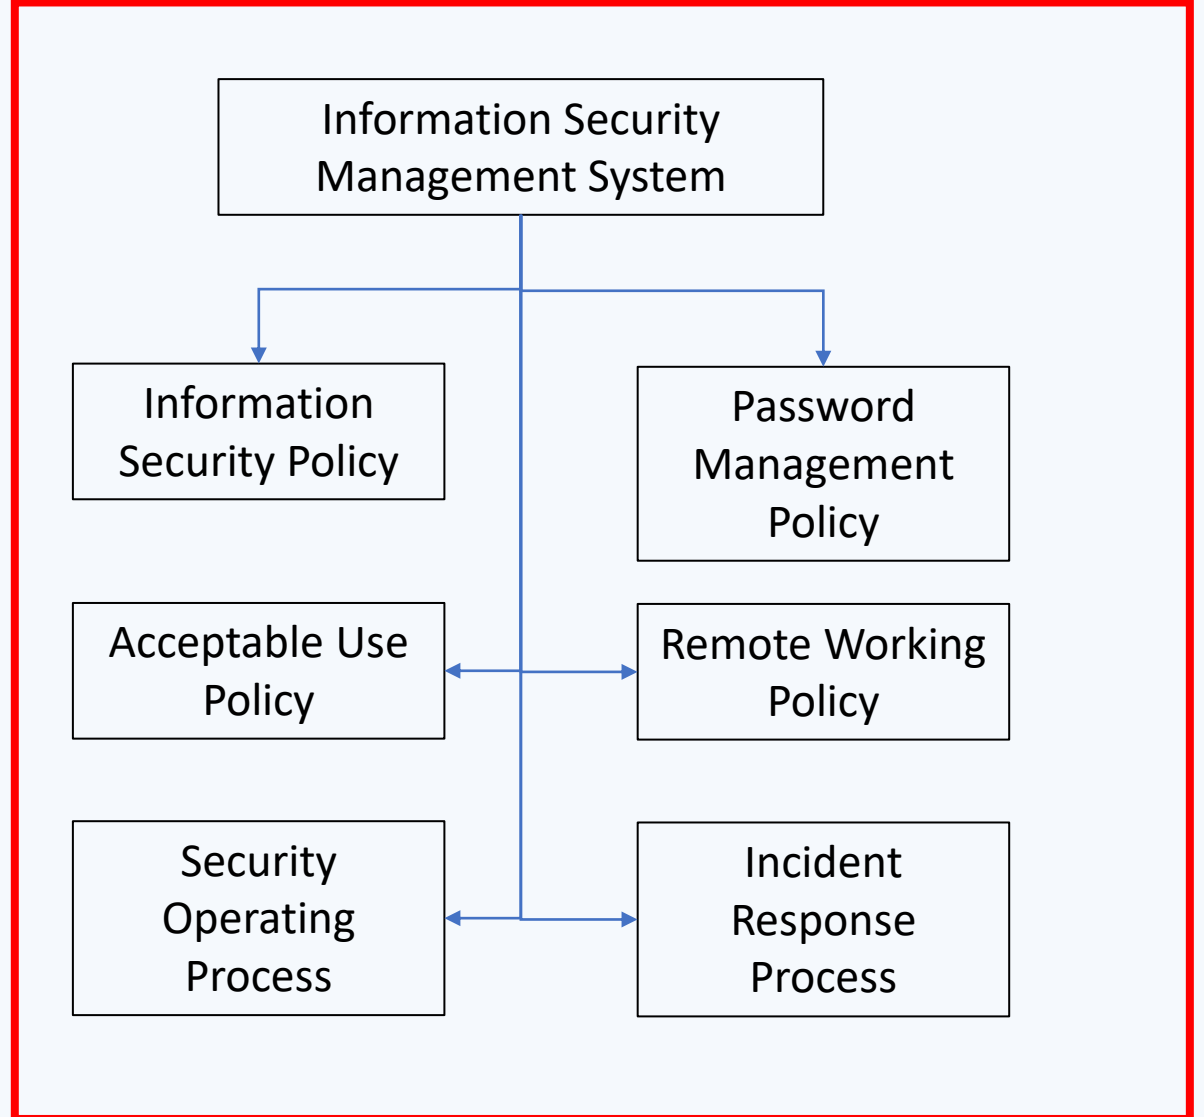 Information Security
Management System
Information
Security Policy
Password
Management
Policy
Acceptable Use
Policy
Remote Working
Policy
Security
Operating
Process
Incident
Response
Process